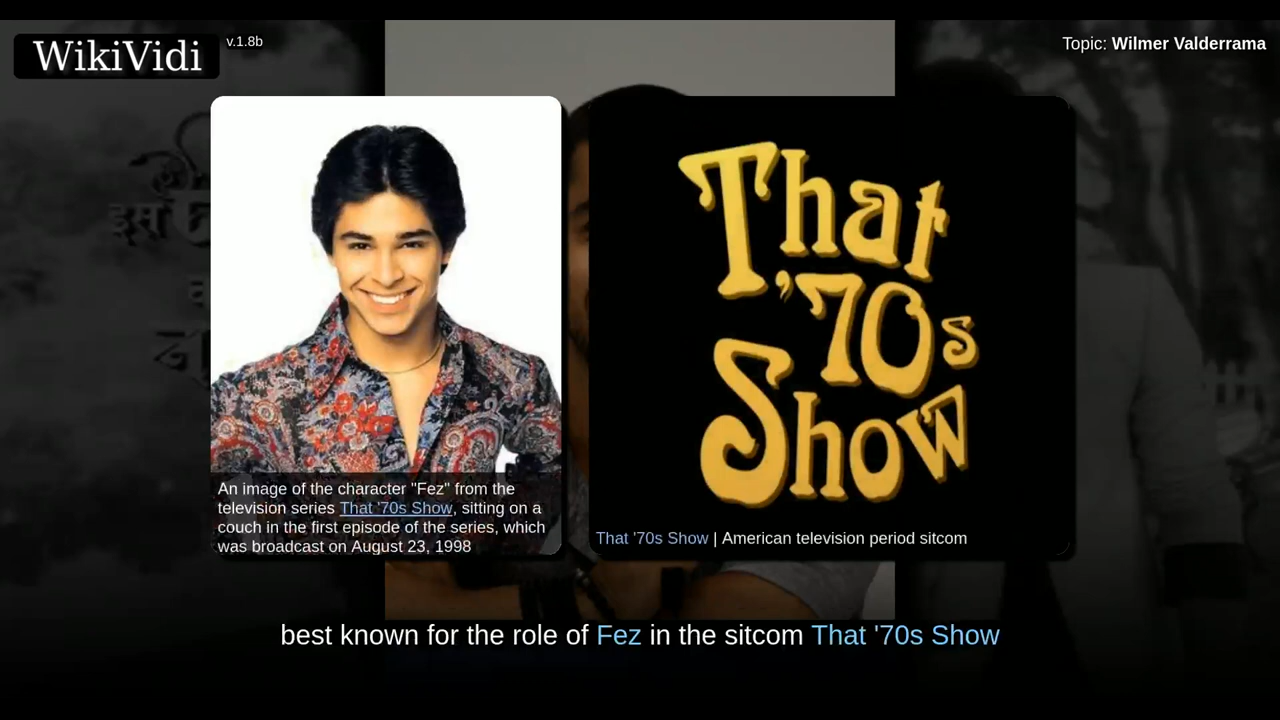 WikiVidi
v.1.8b
Topic: Wilmer Valderrama
इस
That
'70s
Show
An image of the character "Fez" from the
television series That '70s Show, sitting on a
couch in the first episode of the series, which
was broadcast on August 23, 1998
That '70s Show | American television period sitcom
best known for the role of Fez in the sitcom That '70s Show